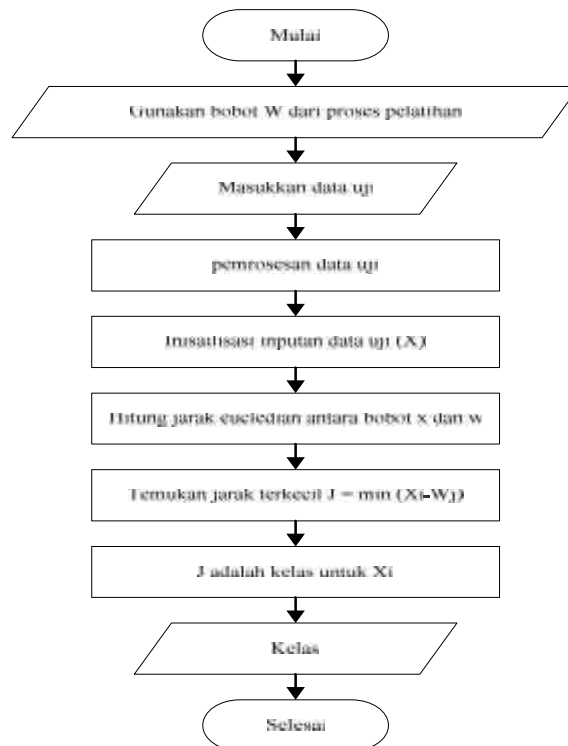 Mulai
Gunakan bobot W dari proses pelatihan
Masukkan data uji
pemrosesan data uji
Inisialisasi inputan data uji (X)
Hitung jarak eucledian antara bobot x dan w
Temukan jarak terkecil J = min (Xi-Wj)
J adalah kelas untuk Xi
Kelas
Selesai